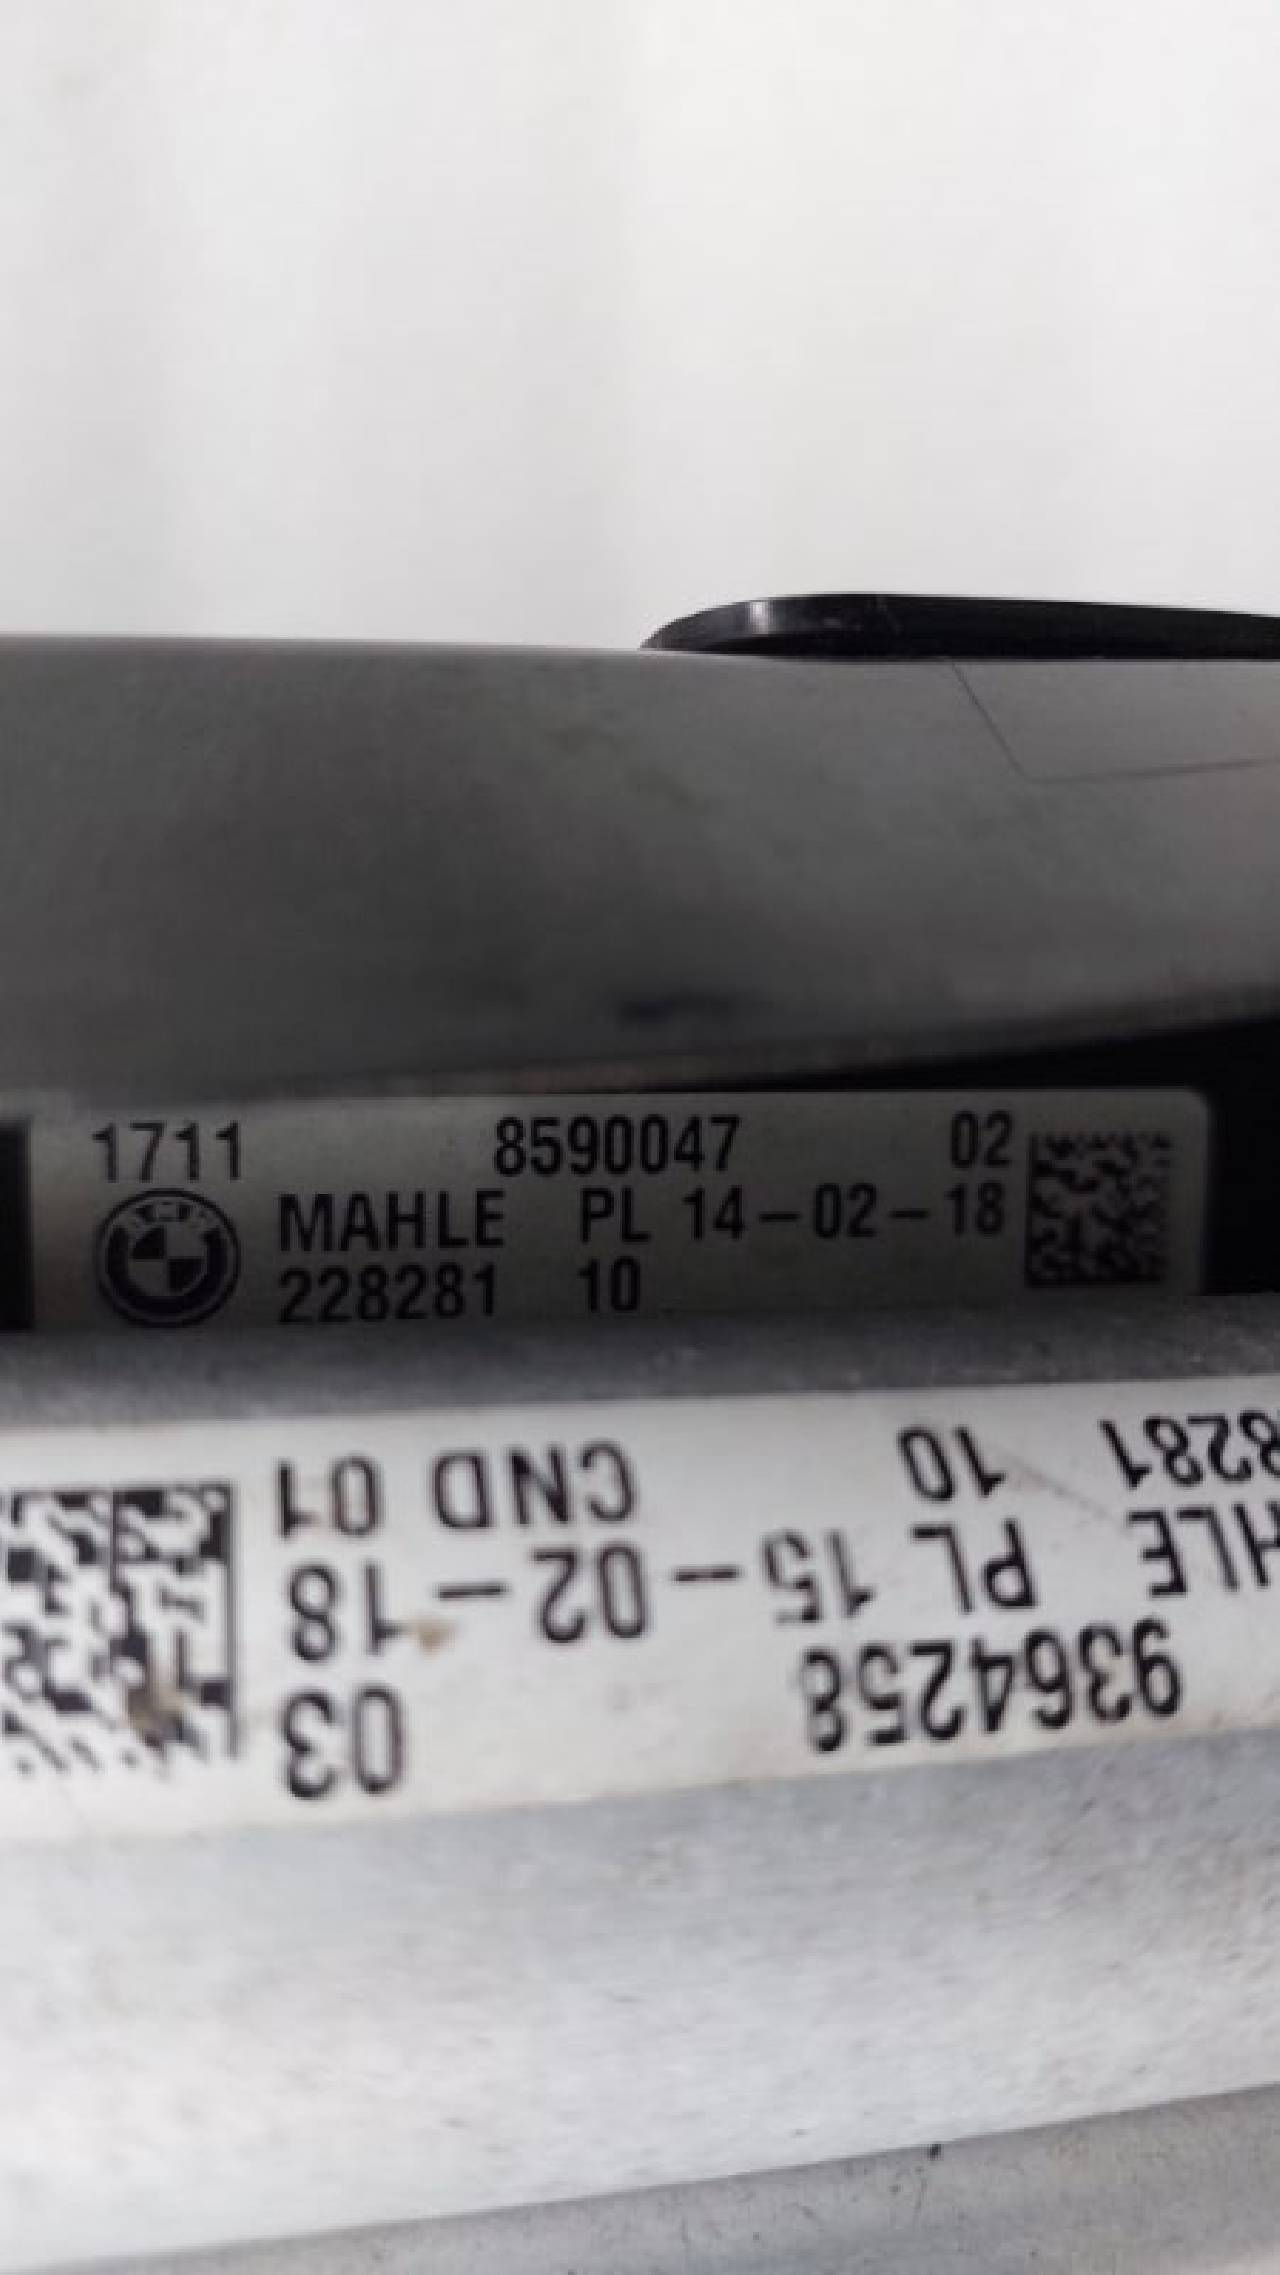 1711 8590047 02
MAHLE PL 14-02-18
228281 10
9364258 03
HLE PL 15-02-18
8281 10 CND 01